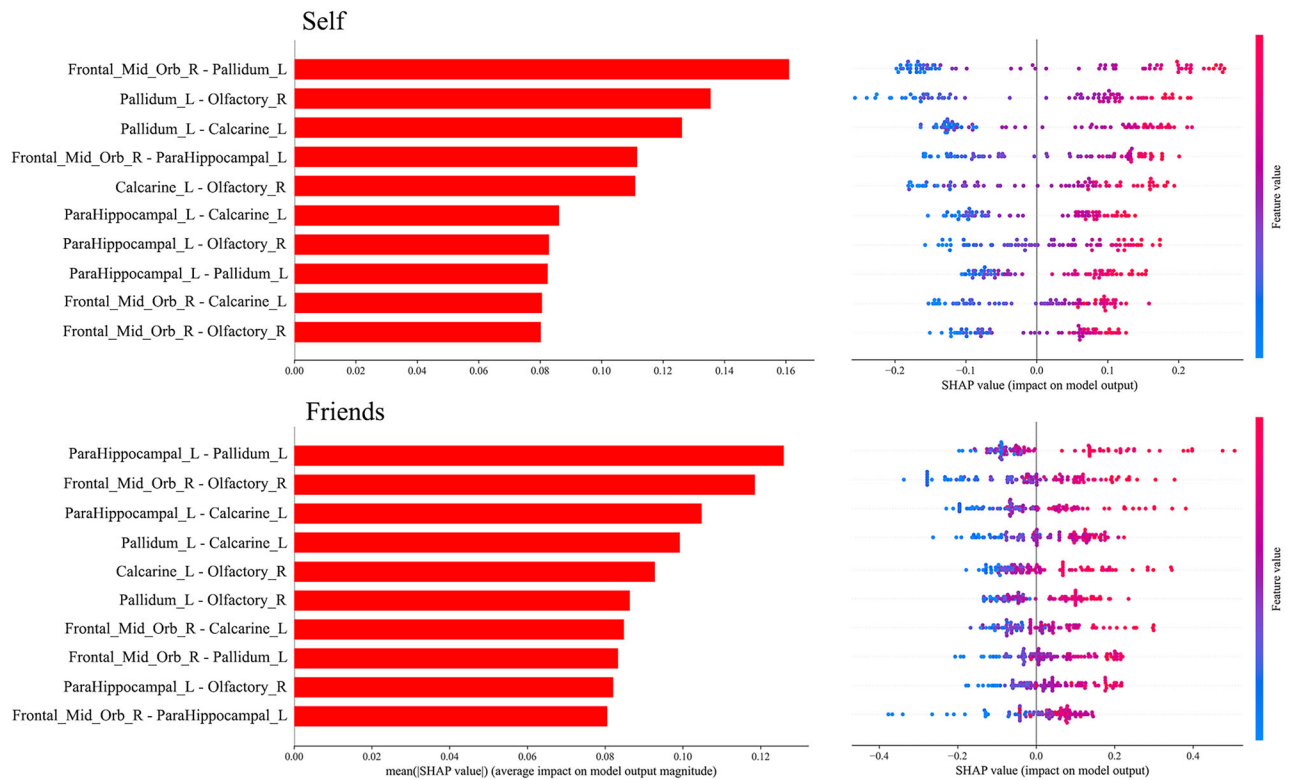 Self
Frontal_Mid_Orb_R - Pallidum_L
Pallidum_L - Olfactory_R
Pallidum_L - Calcarine_L
Frontal_Mid_Orb_R - ParaHippocampal_L
Calcarine_L - Olfactory_R
ParaHippocampal_L - Calcarine_L
ParaHippocampal_L - Olfactory_R
ParaHippocampal_L - Pallidum_L
Frontal_Mid_Orb_R - Calcarine_L
Frontal_Mid_Orb_R - Olfactory_R
0.00 0.02 0.04 0.06 0.08 0.10 0.12 0.14 0.16
−0.2 −0.1 0.0 0.1 0.2
SHAP value (impact on model output)
Feature value
Friends
ParaHippocampal_L - Pallidum_L
Frontal_Mid_Orb_R - Olfactory_R
ParaHippocampal_L - Calcarine_L
Pallidum_L - Calcarine_L
Calcarine_L - Olfactory_R
Pallidum_L - Olfactory_R
Frontal_Mid_Orb_R - Calcarine_L
Frontal_Mid_Orb_R - Pallidum_L
ParaHippocampal_L - Olfactory_R
Frontal_Mid_Orb_R - ParaHippocampal_L
0.00 0.02 0.04 0.06 0.08 0.10 0.12
mean(|SHAP value|) (average impact on model output magnitude)
−0.4 −0.2 0.0 0.2 0.4
SHAP value (impact on model output)
Feature value